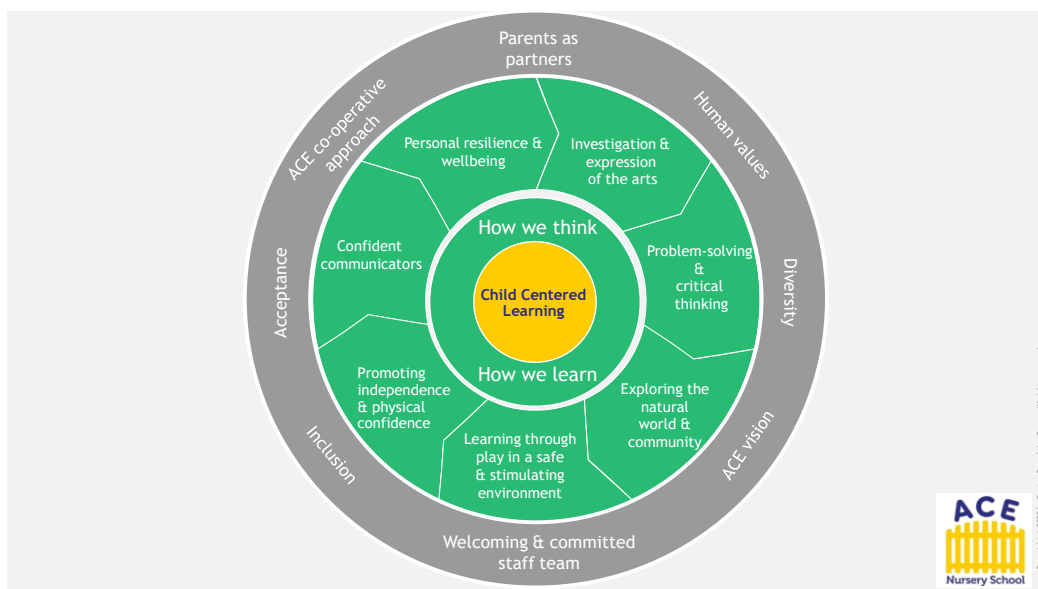 Parents as
partners
Human values
Diversity
ACE vision
Welcoming & committed
staff team
Inclusion
Acceptance
ACE co-operative
approach
Personal resilience &
wellbeing
Investigation &
expression
of the arts
Problem-solving
&
critical
thinking
Exploring the
natural
world &
community
Learning through
play in a safe
& stimulating
environment
Promoting
independence
& physical
confidence
Confident
communicators
How we think
Child Centered
Learning
How we learn
ACE
Nursery School